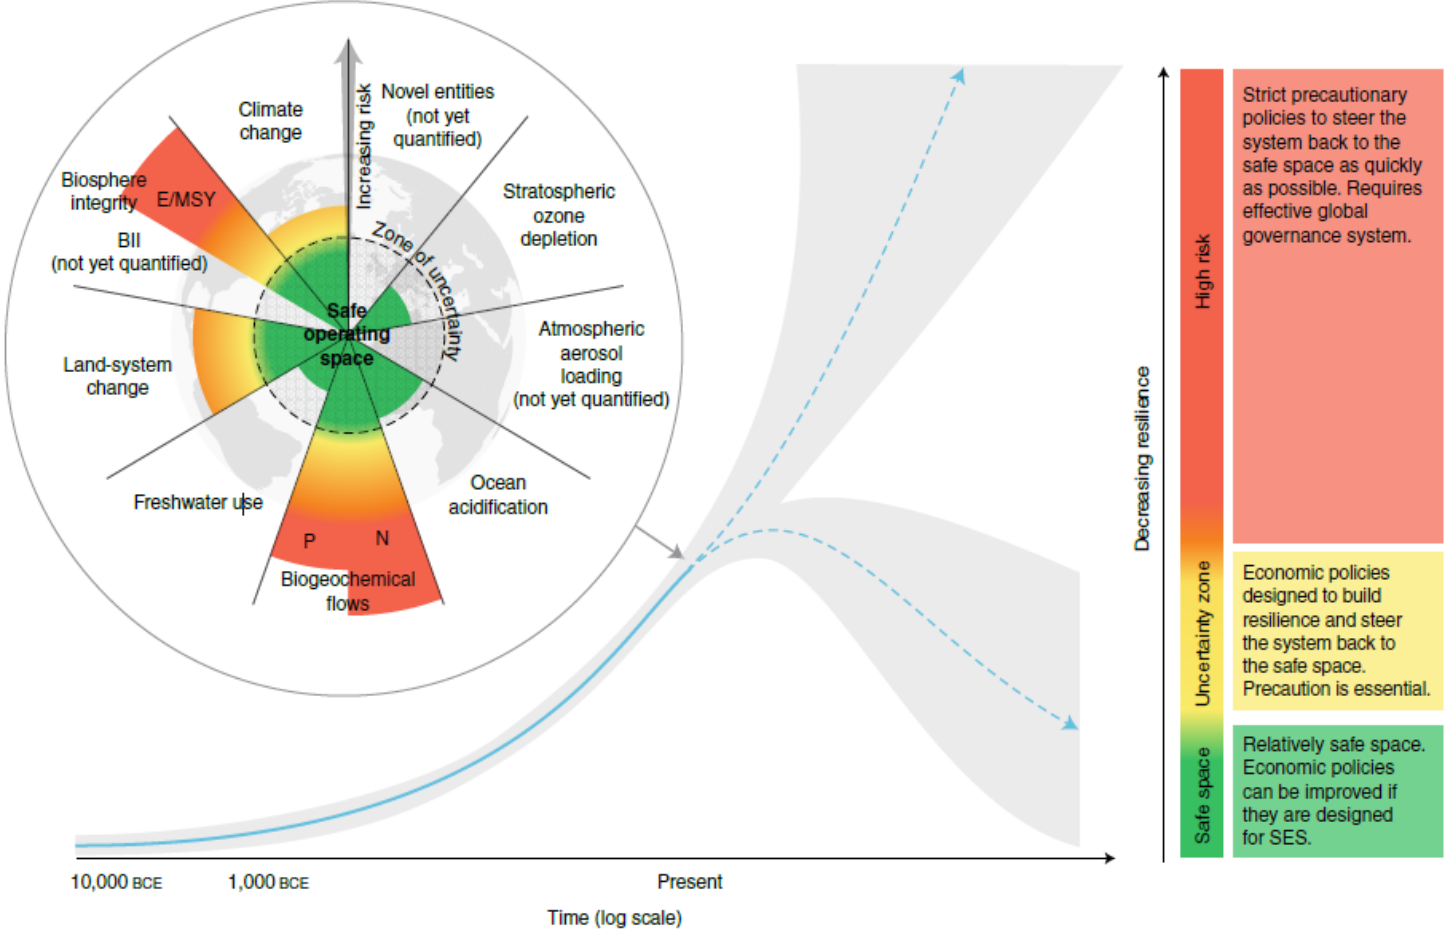 Climate
change
Increasing risk
Novel entities
(not yet
quantified)
Stratospheric
ozone
depletion
Zone of uncertainty
Biosphere
integrity
E/MSY
BII
(not yet quantified)
Safe
operating
space
Atmospheric
aerosol
loading
(not yet quantified)
Land-system
change
Freshwater use
Ocean
acidification
P
N
Biogeochemical
flows
10,000 BCE
1,000 BCE
Present
Time (log scale)
Decreasing resilience
High risk
Uncertainty zone
Safe space
Strict precautionary
policies to steer the
system back to the
safe space as quickly
as possible. Requires
effective global
governance system.
Economic policies
designed to build
resilience and steer
the system back to
the safe space.
Precaution is essential.
Relatively safe space.
Economic policies
can be improved if
they are designed
for SES.